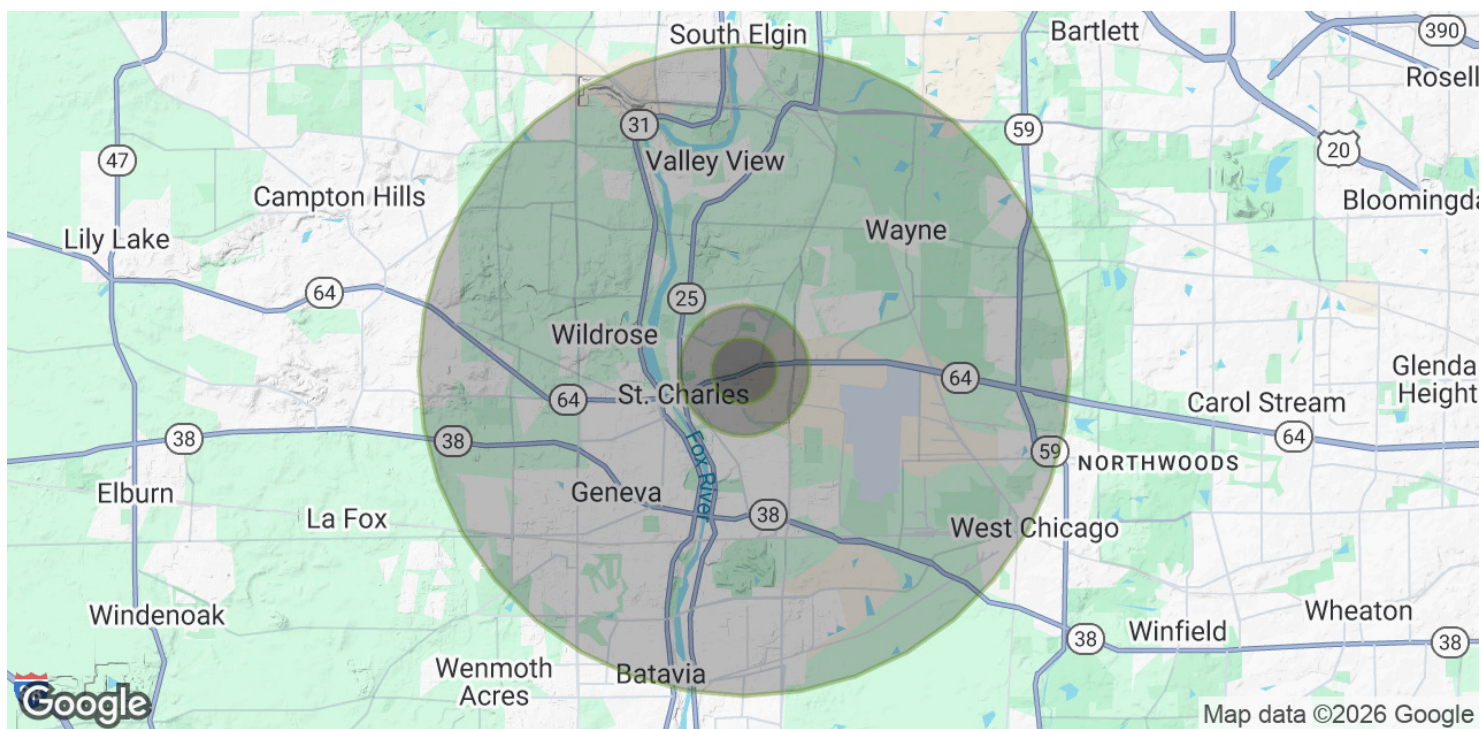 South Elgin
Bartlett
390
Rosell
31
59
47
20
Valley View
Campton Hills
Bloomingda
Wayne
Lily Lake
64
25
Wildrose
Glenda
Height
64
St. Charles
64
Carol Stream
64
38
38
59
NORTHWOODS
Fox River
Elburn
Geneva
La Fox
38
West Chicago
Windenoak
Wheaton
Winfield
38
38
Wenmoth
Acres
Batavia
Google
Map data ©2026 Google